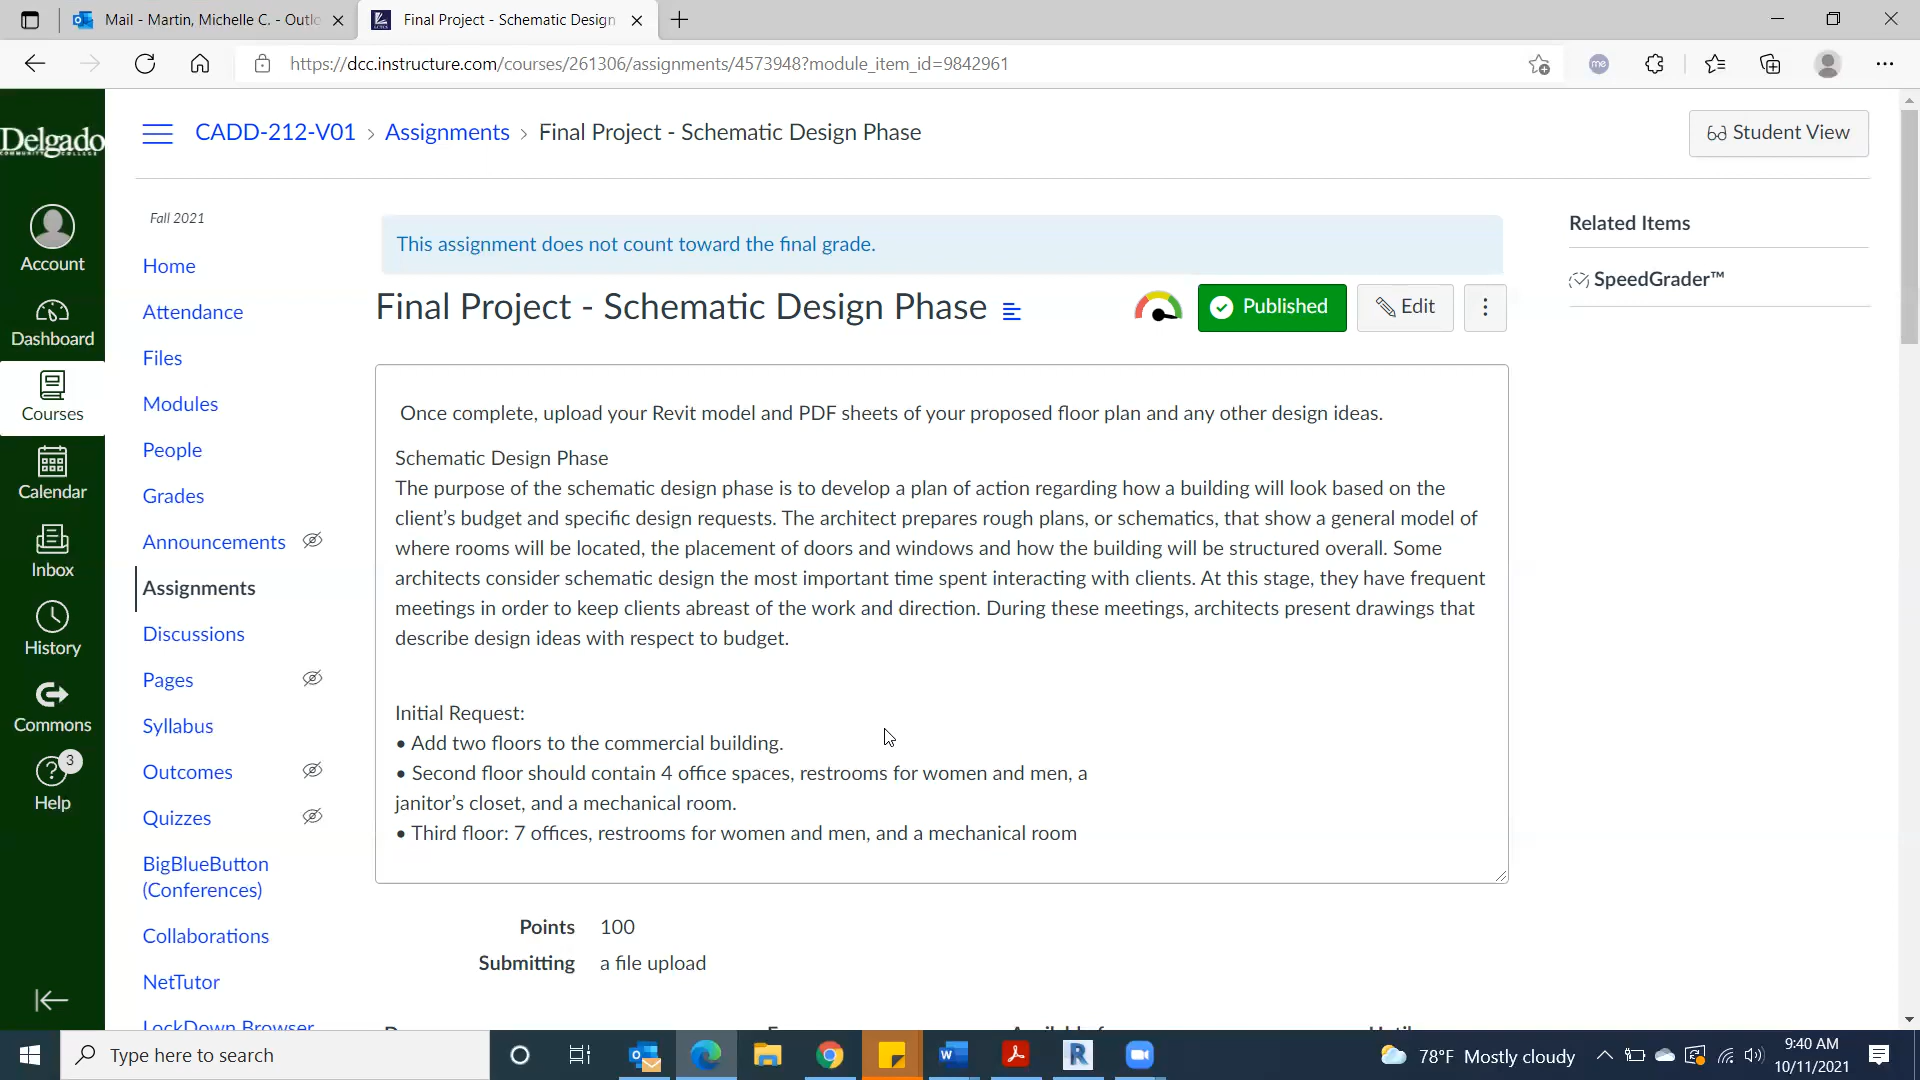 Mail - Martin, Michelle C. - Outlo
Final Project - Schematic Design
https://dcc.instructure.com/courses/261306/assignments/4573948?module_item_id=9842961
me
Delgado
COMMUNITY COLLEGE
Account
Dashboard
Courses
Calendar
Inbox
History
Commons
3
Help
CADD-212-V01 › Assignments › Final Project - Schematic Design Phase
Student View
Fall 2021
Home
Attendance
Files
Modules
People
Grades
Announcements
Assignments
Discussions
Pages
Syllabus
Outcomes
Quizzes
BigBlueButton
(Conferences)
Collaborations
NetTutor
LockDown Browser
This assignment does not count toward the final grade.
Final Project - Schematic Design Phase
Published
Edit
Once complete, upload your Revit model and PDF sheets of your proposed floor plan and any other design ideas.
Schematic Design Phase
The purpose of the schematic design phase is to develop a plan of action regarding how a building will look based on the
client's budget and specific design requests. The architect prepares rough plans, or schematics, that show a general model of
where rooms will be located, the placement of doors and windows and how the building will be structured overall. Some
architects consider schematic design the most important time spent interacting with clients. At this stage, they have frequent
meetings in order to keep clients abreast of the work and direction. During these meetings, architects present drawings that
describe design ideas with respect to budget.
Initial Request:
• Add two floors to the commercial building.
• Second floor should contain 4 office spaces, restrooms for women and men, a
janitor's closet, and a mechanical room.
• Third floor: 7 offices, restrooms for women and men, and a mechanical room
Points 100
Submitting a file upload
Related Items
SpeedGrader™
Type here to search
78°F Mostly cloudy
9:40 AM
10/11/2021